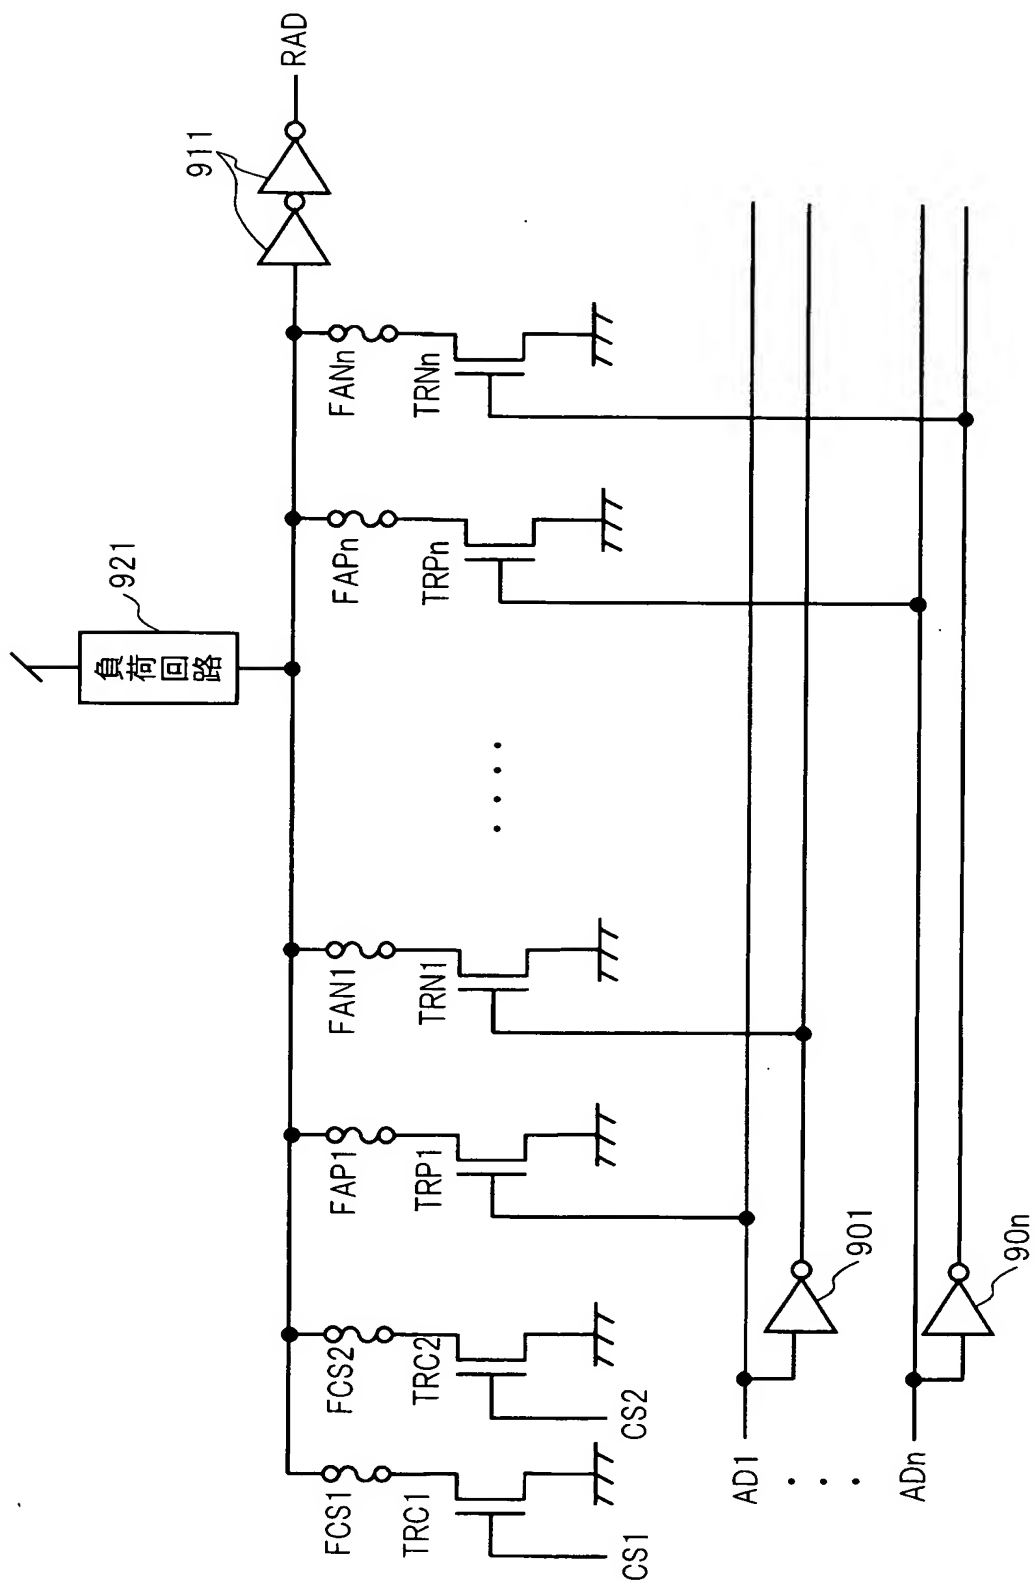 RAD
911
921
負荷回路
FCS1
FCS2
FAP1
FAN1
FAPn
FANn
TRC1
TRC2
TRP1
TRN1
TRPn
TRNn
CS1
CS2
AD1
901
ADn
90n